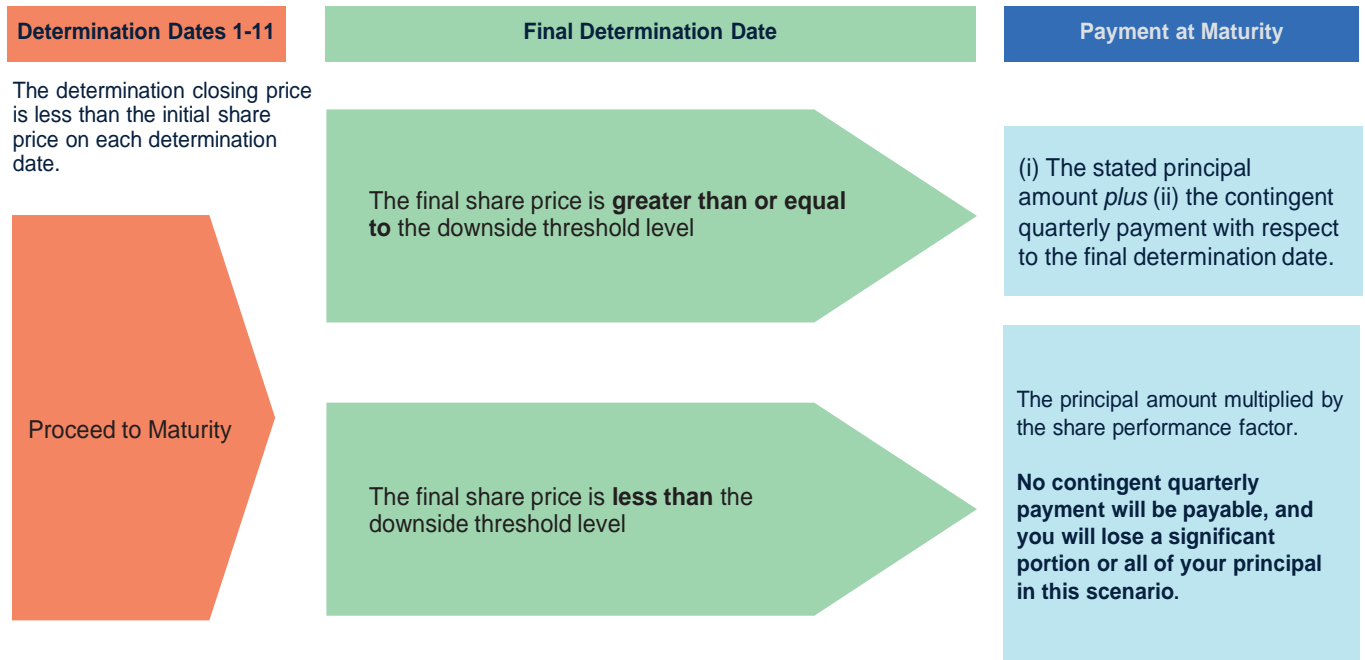 Determination Dates 1-11
Final Determination Date
Payment at Maturity
The determination closing price
is less than the initial share
price on each determination
date.
Proceed to Maturity
The final share price is greater than or equal
to the downside threshold level
(i) The stated principal
amount plus (ii) the contingent
quarterly payment with respect
to the final determination date.
The final share price is less than the
downside threshold level
The principal amount multiplied by
the share performance factor.
No contingent quarterly
payment will be payable, and
you will lose a significant
portion or all of your principal
in this scenario.